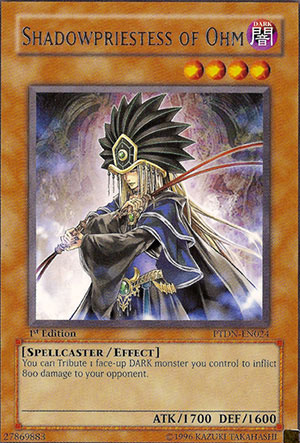 SHADOWPRIESTESS OF OHM
DARK
闇
1st Edition
PTDN-EN024
[SPELLCASTER / EFFECT]
You can Tribute 1 face-up DARK monster you control to inflict
800 damage to your opponent.
ATK/1700 DEF/1600
27869883
©1996 KAZUKI TAKAHASHI